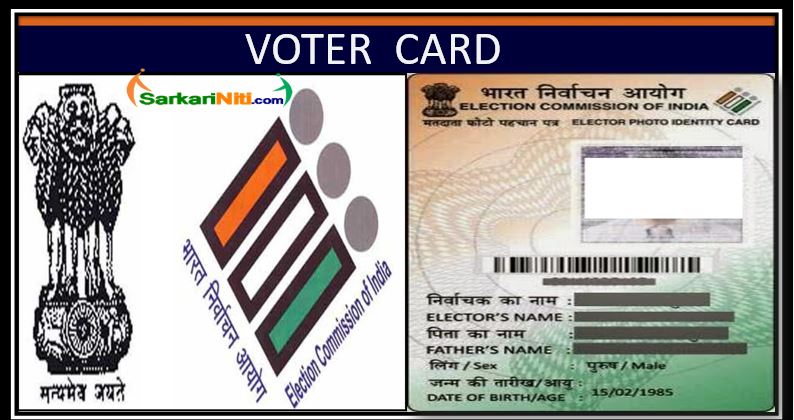 VOTER CARD
SarkariNiti.com
सत्यमेव जयते
भारत निर्वाचन आयोग
Election Commission of India
भारत निर्वाचन आयोग
ELECTION COMMISSION OF INDIA
मतदाता फोटो पहचान पत्र ELECTOR PHOTO IDENTITY CARD
निर्वाचक का नाम :
ELECTOR'S NAME :
पिता का नाम :
FATHER'S NAME :
लिंग / Sex : पुरुष / Male
जन्म की तारीख/आयु :
DATE OF BIRTH/AGE : 15/02/1985